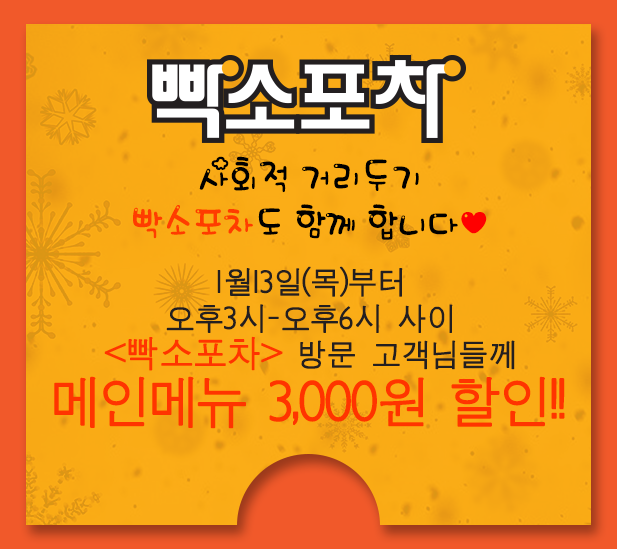 빡소포차
사회적 거리두기
빡소포차도 함께 합니다
1월13일(목)부터
오후3시-오후6시 사이
<빡소포차> 방문 고객님들께
메인메뉴 3,000원 할인!!